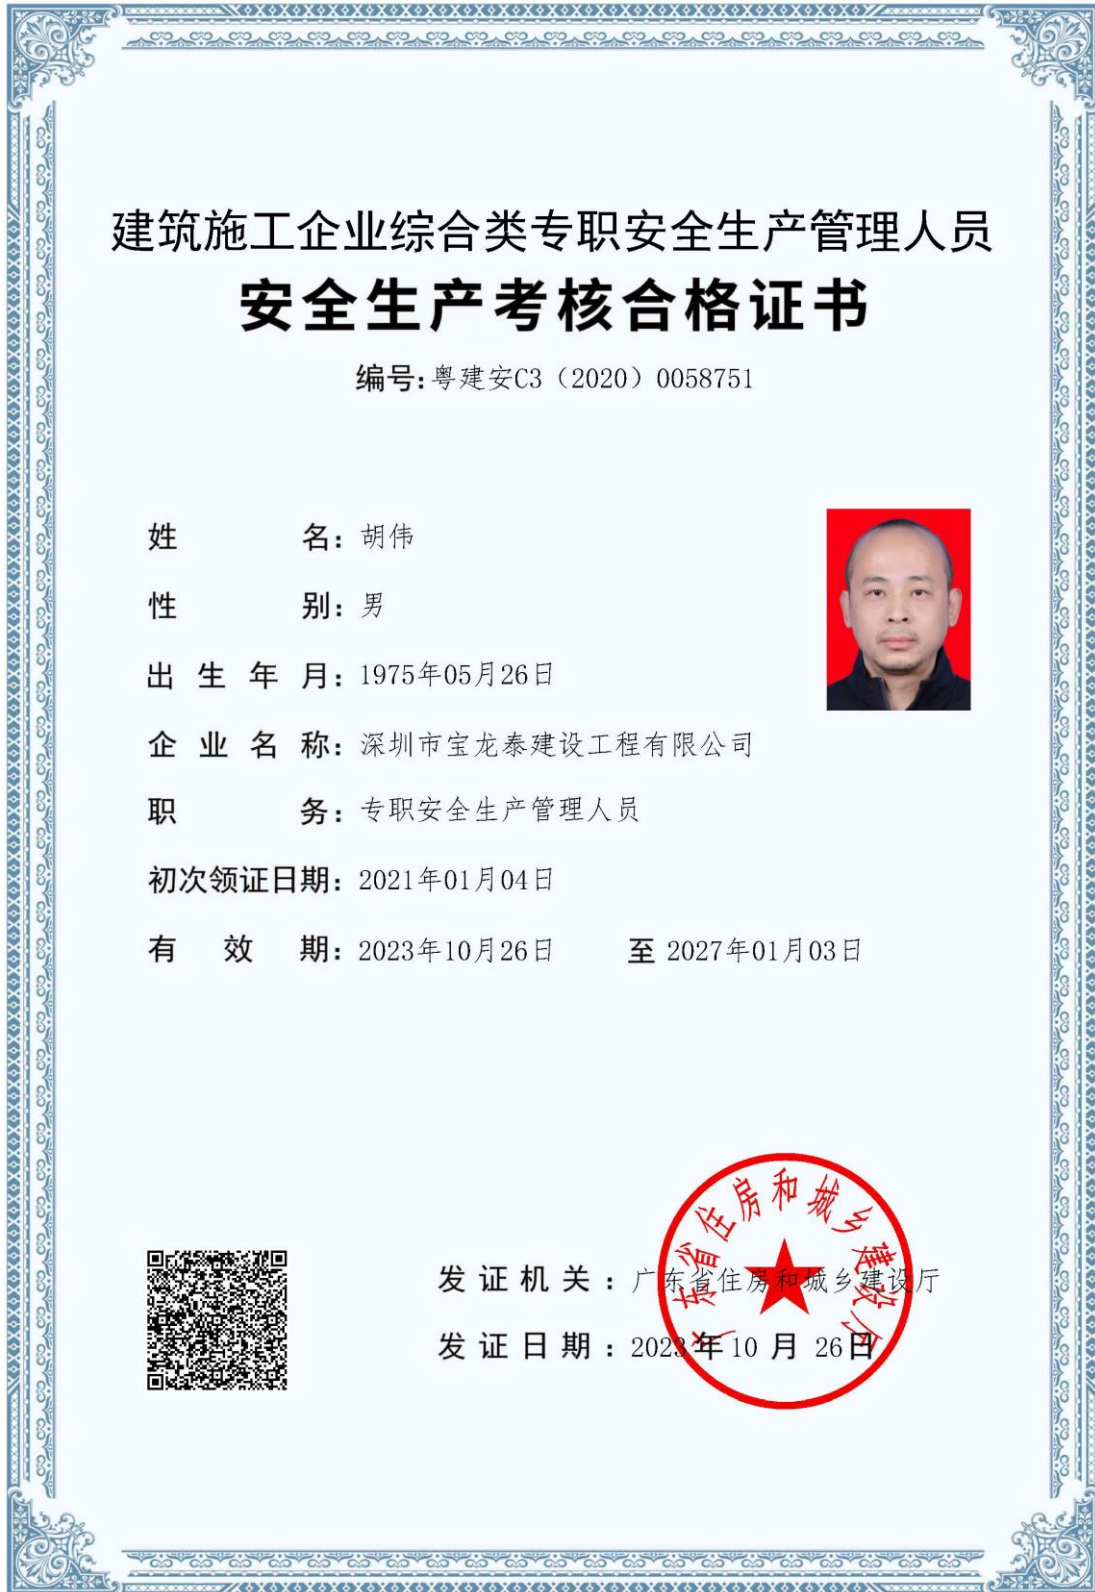 建筑施工企业综合类专职安全生产管理人员
安全生产考核合格证书
编号:粤建安C3（2020）0058751
姓名：胡伟
性别：男
出生年月：1975年05月26日
企业名称：深圳市宝龙泰建设工程有限公司
职务：专职安全生产管理人员
初次领证日期：2021年01月04日
有效期：2023年10月26日 至 2027年01月03日
广东省住房和城乡建设厅
发证机关：广东省住房和城乡建设厅
发证日期：2023年10月26日